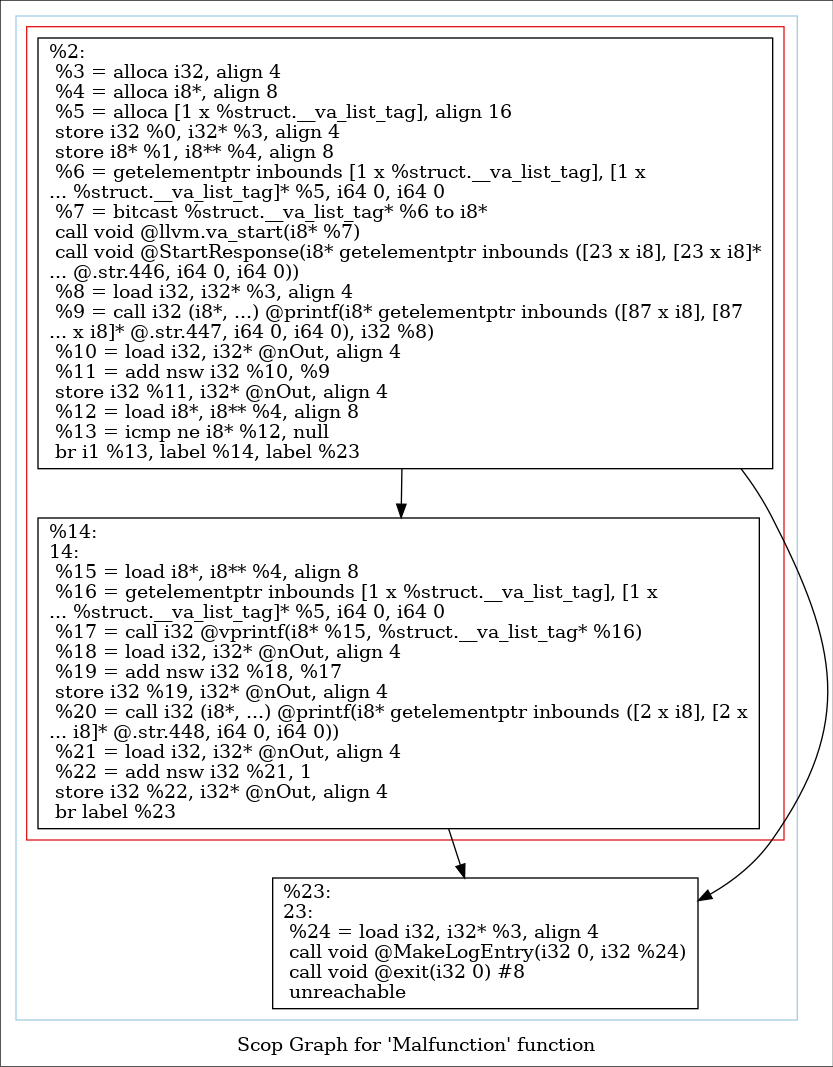 %2:
%3 = alloca i32, align 4
%4 = alloca i8*, align 8
%5 = alloca [1 x %struct.__va_list_tag], align 16
store i32 %0, i32* %3, align 4
store i8* %1, i8** %4, align 8
%6 = getelementptr inbounds [1 x %struct.__va_list_tag], [1 x
... %struct.__va_list_tag]* %5, i64 0, i64 0
%7 = bitcast %struct.__va_list_tag* %6 to i8*
call void @llvm.va_start(i8* %7)
call void @StartResponse(i8* getelementptr inbounds ([23 x i8], [23 x i8]*
... @.str.446, i64 0, i64 0))
%8 = load i32, i32* %3, align 4
%9 = call i32 (i8*, ...) @printf(i8* getelementptr inbounds ([87 x i8], [87
... x i8]* @.str.447, i64 0, i64 0), i32 %8)
%10 = load i32, i32* @nOut, align 4
%11 = add nsw i32 %10, %9
store i32 %11, i32* @nOut, align 4
%12 = load i8*, i8** %4, align 8
%13 = icmp ne i8* %12, null
br i1 %13, label %14, label %23
%14:
14:
%15 = load i8*, i8** %4, align 8
%16 = getelementptr inbounds [1 x %struct.__va_list_tag], [1 x
... %struct.__va_list_tag]* %5, i64 0, i64 0
%17 = call i32 @vprintf(i8* %15, %struct.__va_list_tag* %16)
%18 = load i32, i32* @nOut, align 4
%19 = add nsw i32 %18, %17
store i32 %19, i32* @nOut, align 4
%20 = call i32 (i8*, ...) @printf(i8* getelementptr inbounds ([2 x i8], [2 x
... i8]* @.str.448, i64 0, i64 0))
%21 = load i32, i32* @nOut, align 4
%22 = add nsw i32 %21, 1
store i32 %22, i32* @nOut, align 4
br label %23
%23:
23:
%24 = load i32, i32* %3, align 4
call void @MakeLogEntry(i32 0, i32 %24)
call void @exit(i32 0) #8
unreachable
Scop Graph for 'Malfunction' function